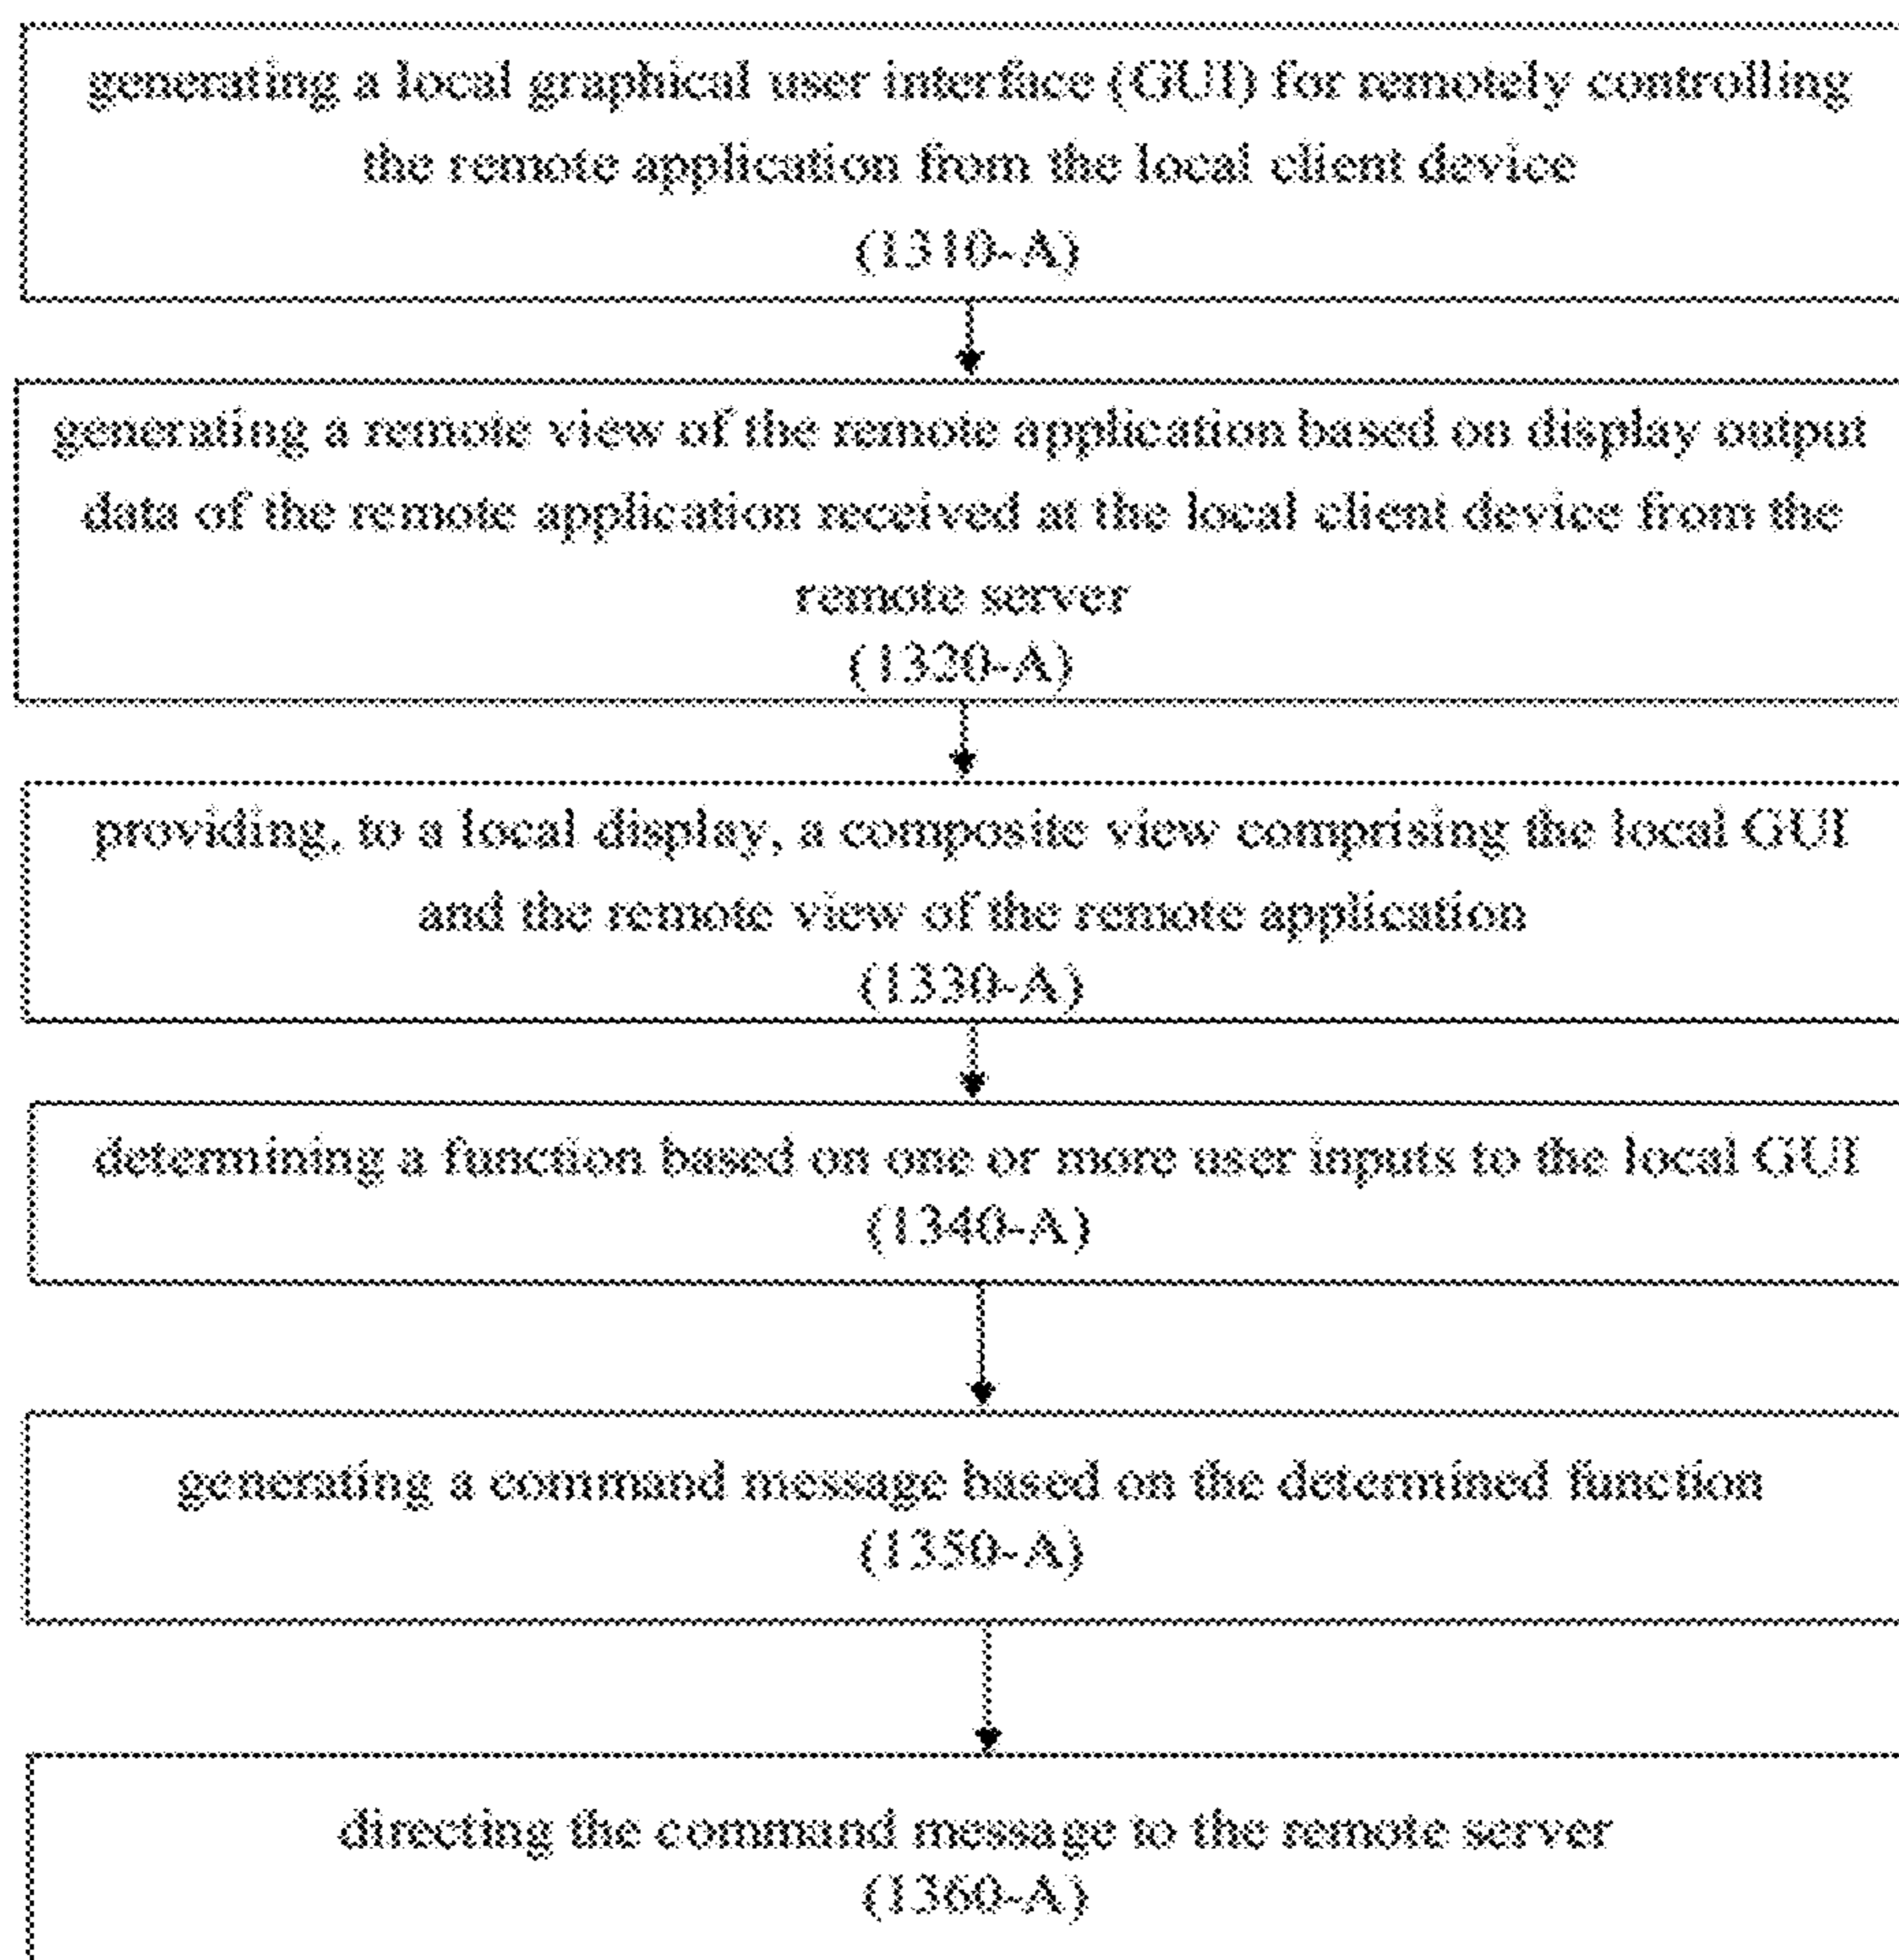 generating a local graphical user interface (GUI) for remotely controlling
the remote application from the local client device
(1310-A)
generating a remote view of the remote application based on display output
data of the remote application received at the local client device from the
remote server
(1320-A)
providing, to a local display, a composite view comprising the local GUI
and the remote view of the remote application
(1330-A)
determining a function based on one or more user inputs to the local GUI
(1340-A)
generating a command message based on the determined function
(1350-A)
directing the command message to the remote server
(1360-A)